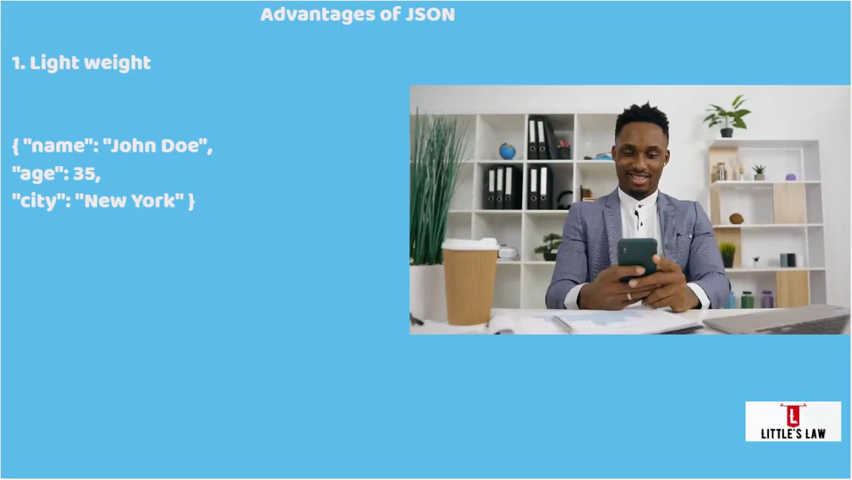 Advantages of JSON
1. Light weight
{ "name": "John Doe",
"age": 35,
"city": "New York" }
L
LITTLE'S LAW